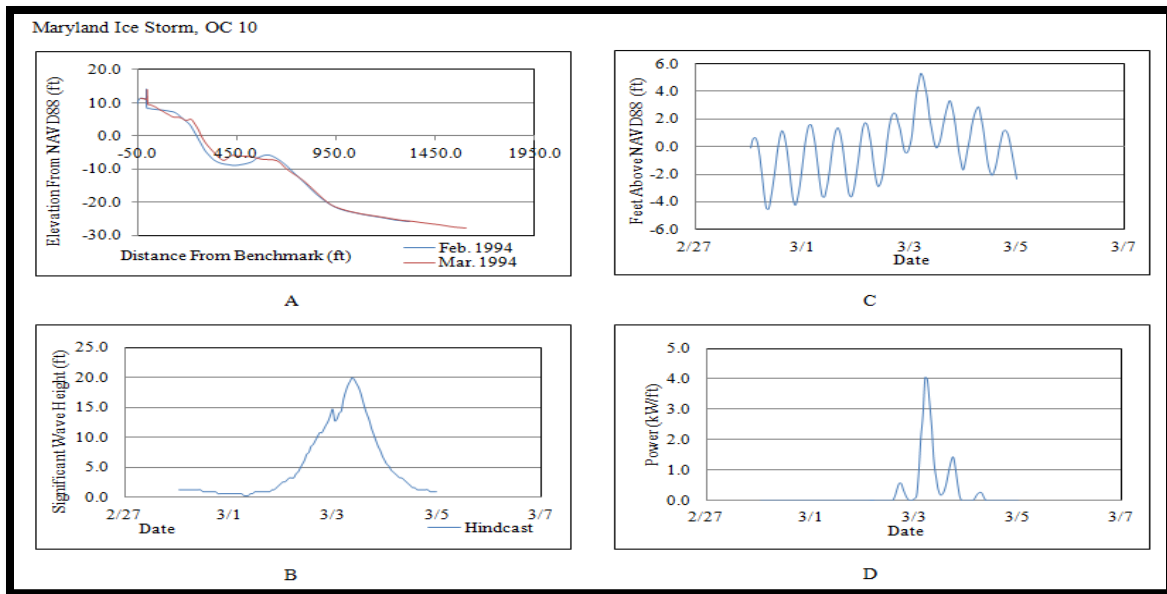 Maryland Ice Storm, OC 10
Elevation From NAVD88 (ft)
20.0
10.0
0.0
-10.0
-20.0
-30.0
-50.0 450.0 950.0 1450.0 1950.0
Distance From Benchmark (ft)
Feb. 1994
Mar. 1994
A
Feet Above NAVD88 (ft)
6.0
4.0
2.0
0.0
-2.0
-4.0
-6.0
2/27 3/1 3/3 3/5 3/7
Date
C
Significant Wave Height (ft)
25.0
20.0
15.0
10.0
5.0
0.0
2/27 3/1 3/3 3/5 3/7
Date
Hindcast
B
Power (kW/ft)
5.0
4.0
3.0
2.0
1.0
0.0
2/27 3/1 3/3 3/5 3/7
Date
D